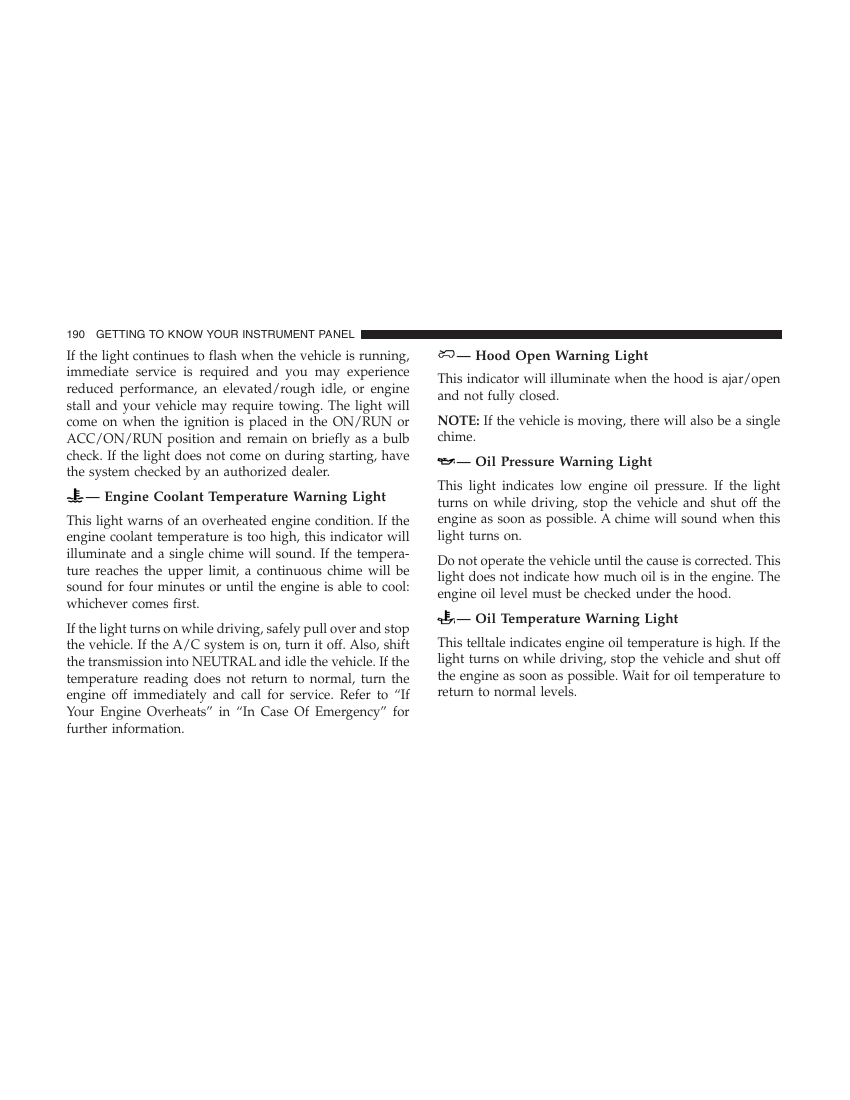 190 GETTING TO KNOW YOUR INSTRUMENT PANEL
If the light continues to flash when the vehicle is running,
immediate service is required and you may experience
reduced performance, an elevated/rough idle, or engine
stall and your vehicle may require towing. The light will
come on when the ignition is placed in the ON/RUN or
ACC/ON/RUN position and remain on briefly as a bulb
check. If the light does not come on during starting, have
the system checked by an authorized dealer.
— Engine Coolant Temperature Warning Light
This light warns of an overheated engine condition. If the
engine coolant temperature is too high, this indicator will
illuminate and a single chime will sound. If the tempera-
ture reaches the upper limit, a continuous chime will be
sound for four minutes or until the engine is able to cool:
whichever comes first.
If the light turns on while driving, safely pull over and stop
the vehicle. If the A/C system is on, turn it off. Also, shift
the transmission into NEUTRAL and idle the vehicle. If the
temperature reading does not return to normal, turn the
engine off immediately and call for service. Refer to “If
Your Engine Overheats” in “In Case Of Emergency” for
further information.
— Hood Open Warning Light
This indicator will illuminate when the hood is ajar/open
and not fully closed.
NOTE: If the vehicle is moving, there will also be a single
chime.
— Oil Pressure Warning Light
This light indicates low engine oil pressure. If the light
turns on while driving, stop the vehicle and shut off the
engine as soon as possible. A chime will sound when this
light turns on.
Do not operate the vehicle until the cause is corrected. This
light does not indicate how much oil is in the engine. The
engine oil level must be checked under the hood.
— Oil Temperature Warning Light
This telltale indicates engine oil temperature is high. If the
light turns on while driving, stop the vehicle and shut off
the engine as soon as possible. Wait for oil temperature to
return to normal levels.